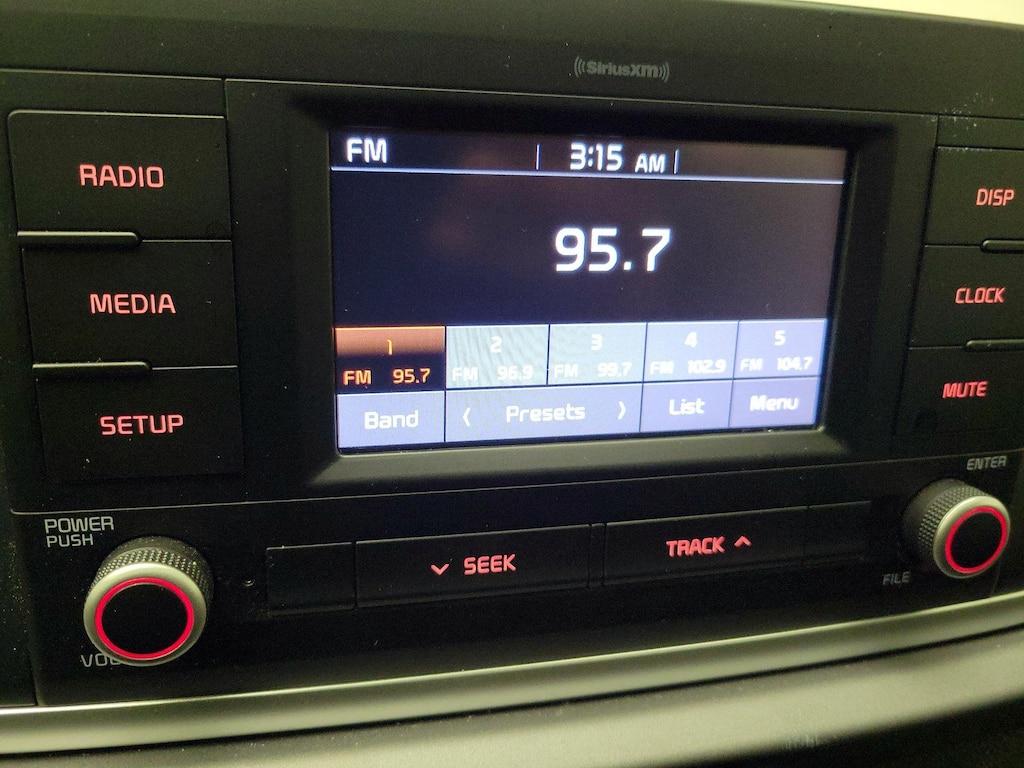 SiriusXM
RADIO
MEDIA
SETUP
FM 3:15 AM
95.7
1 2 3 4 5
FM 95.7 FM 96.9 FM 99.7 FM 102.9 FM 104.7
Band Presets List Menu
DISP
CLOCK
MUTE
POWER
PUSH
VOL
SEEK
TRACK
ENTER
FILE